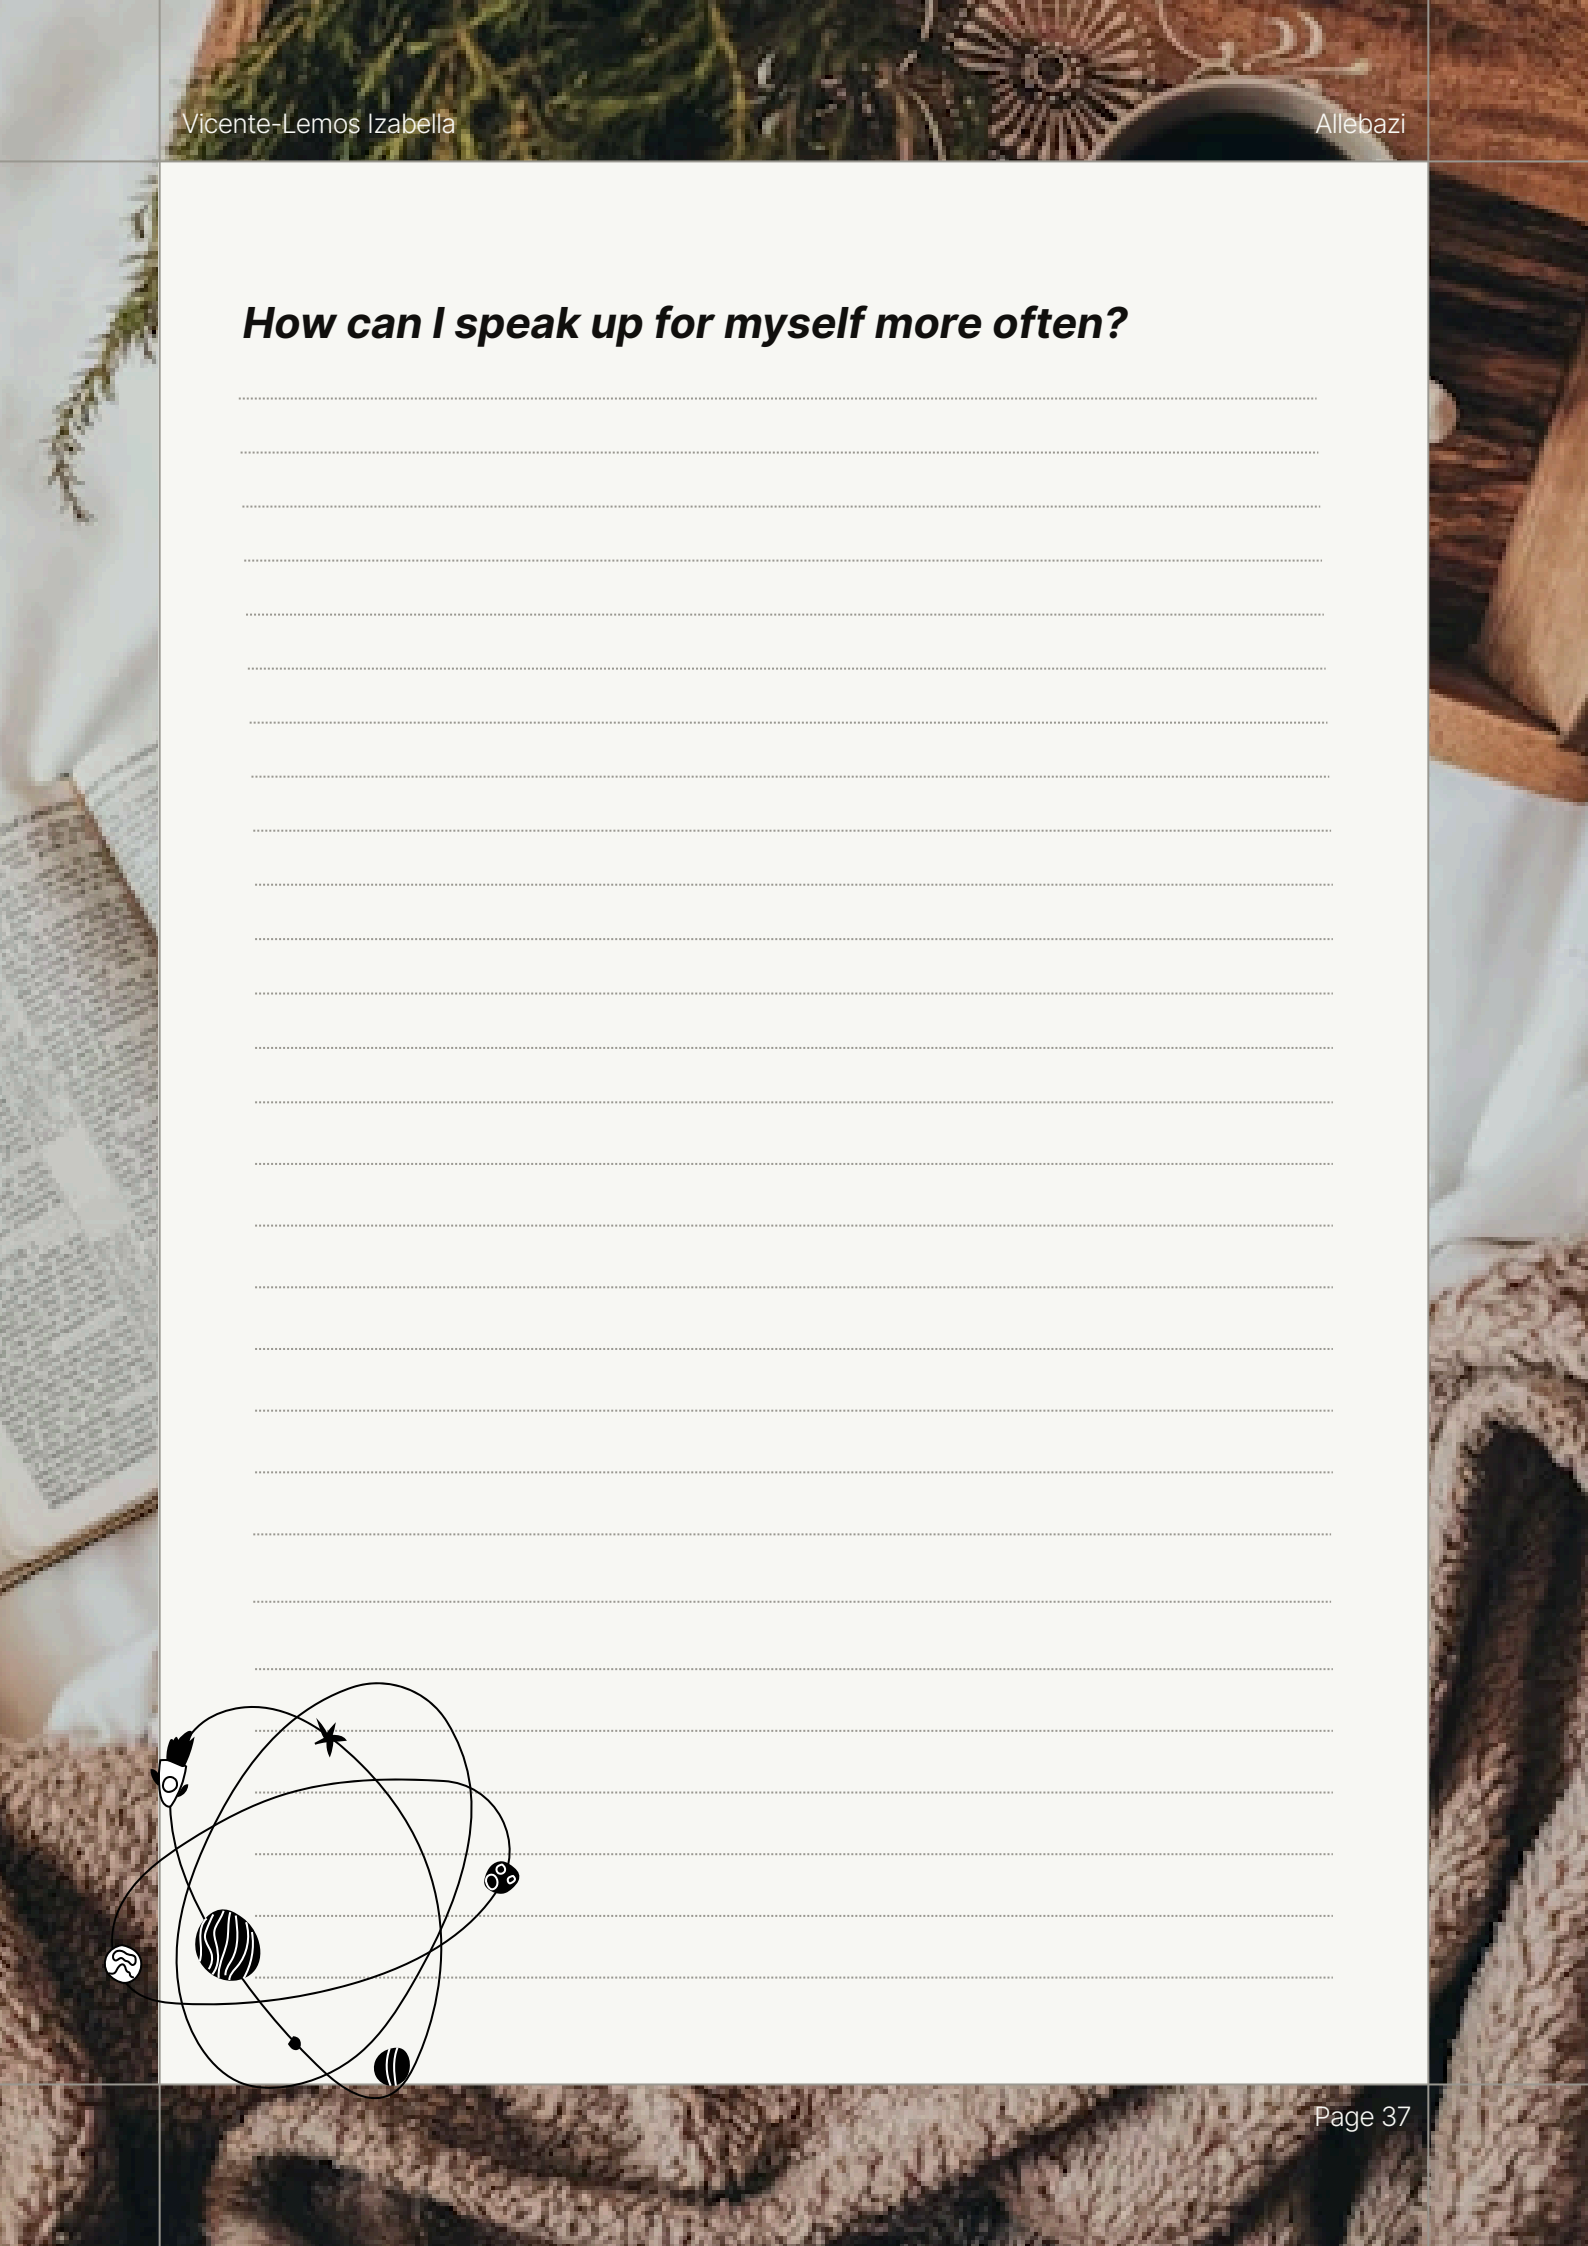 Vicente-Lemos Izabella
Allebazi
How can I speak up for myself more often?
Page 37